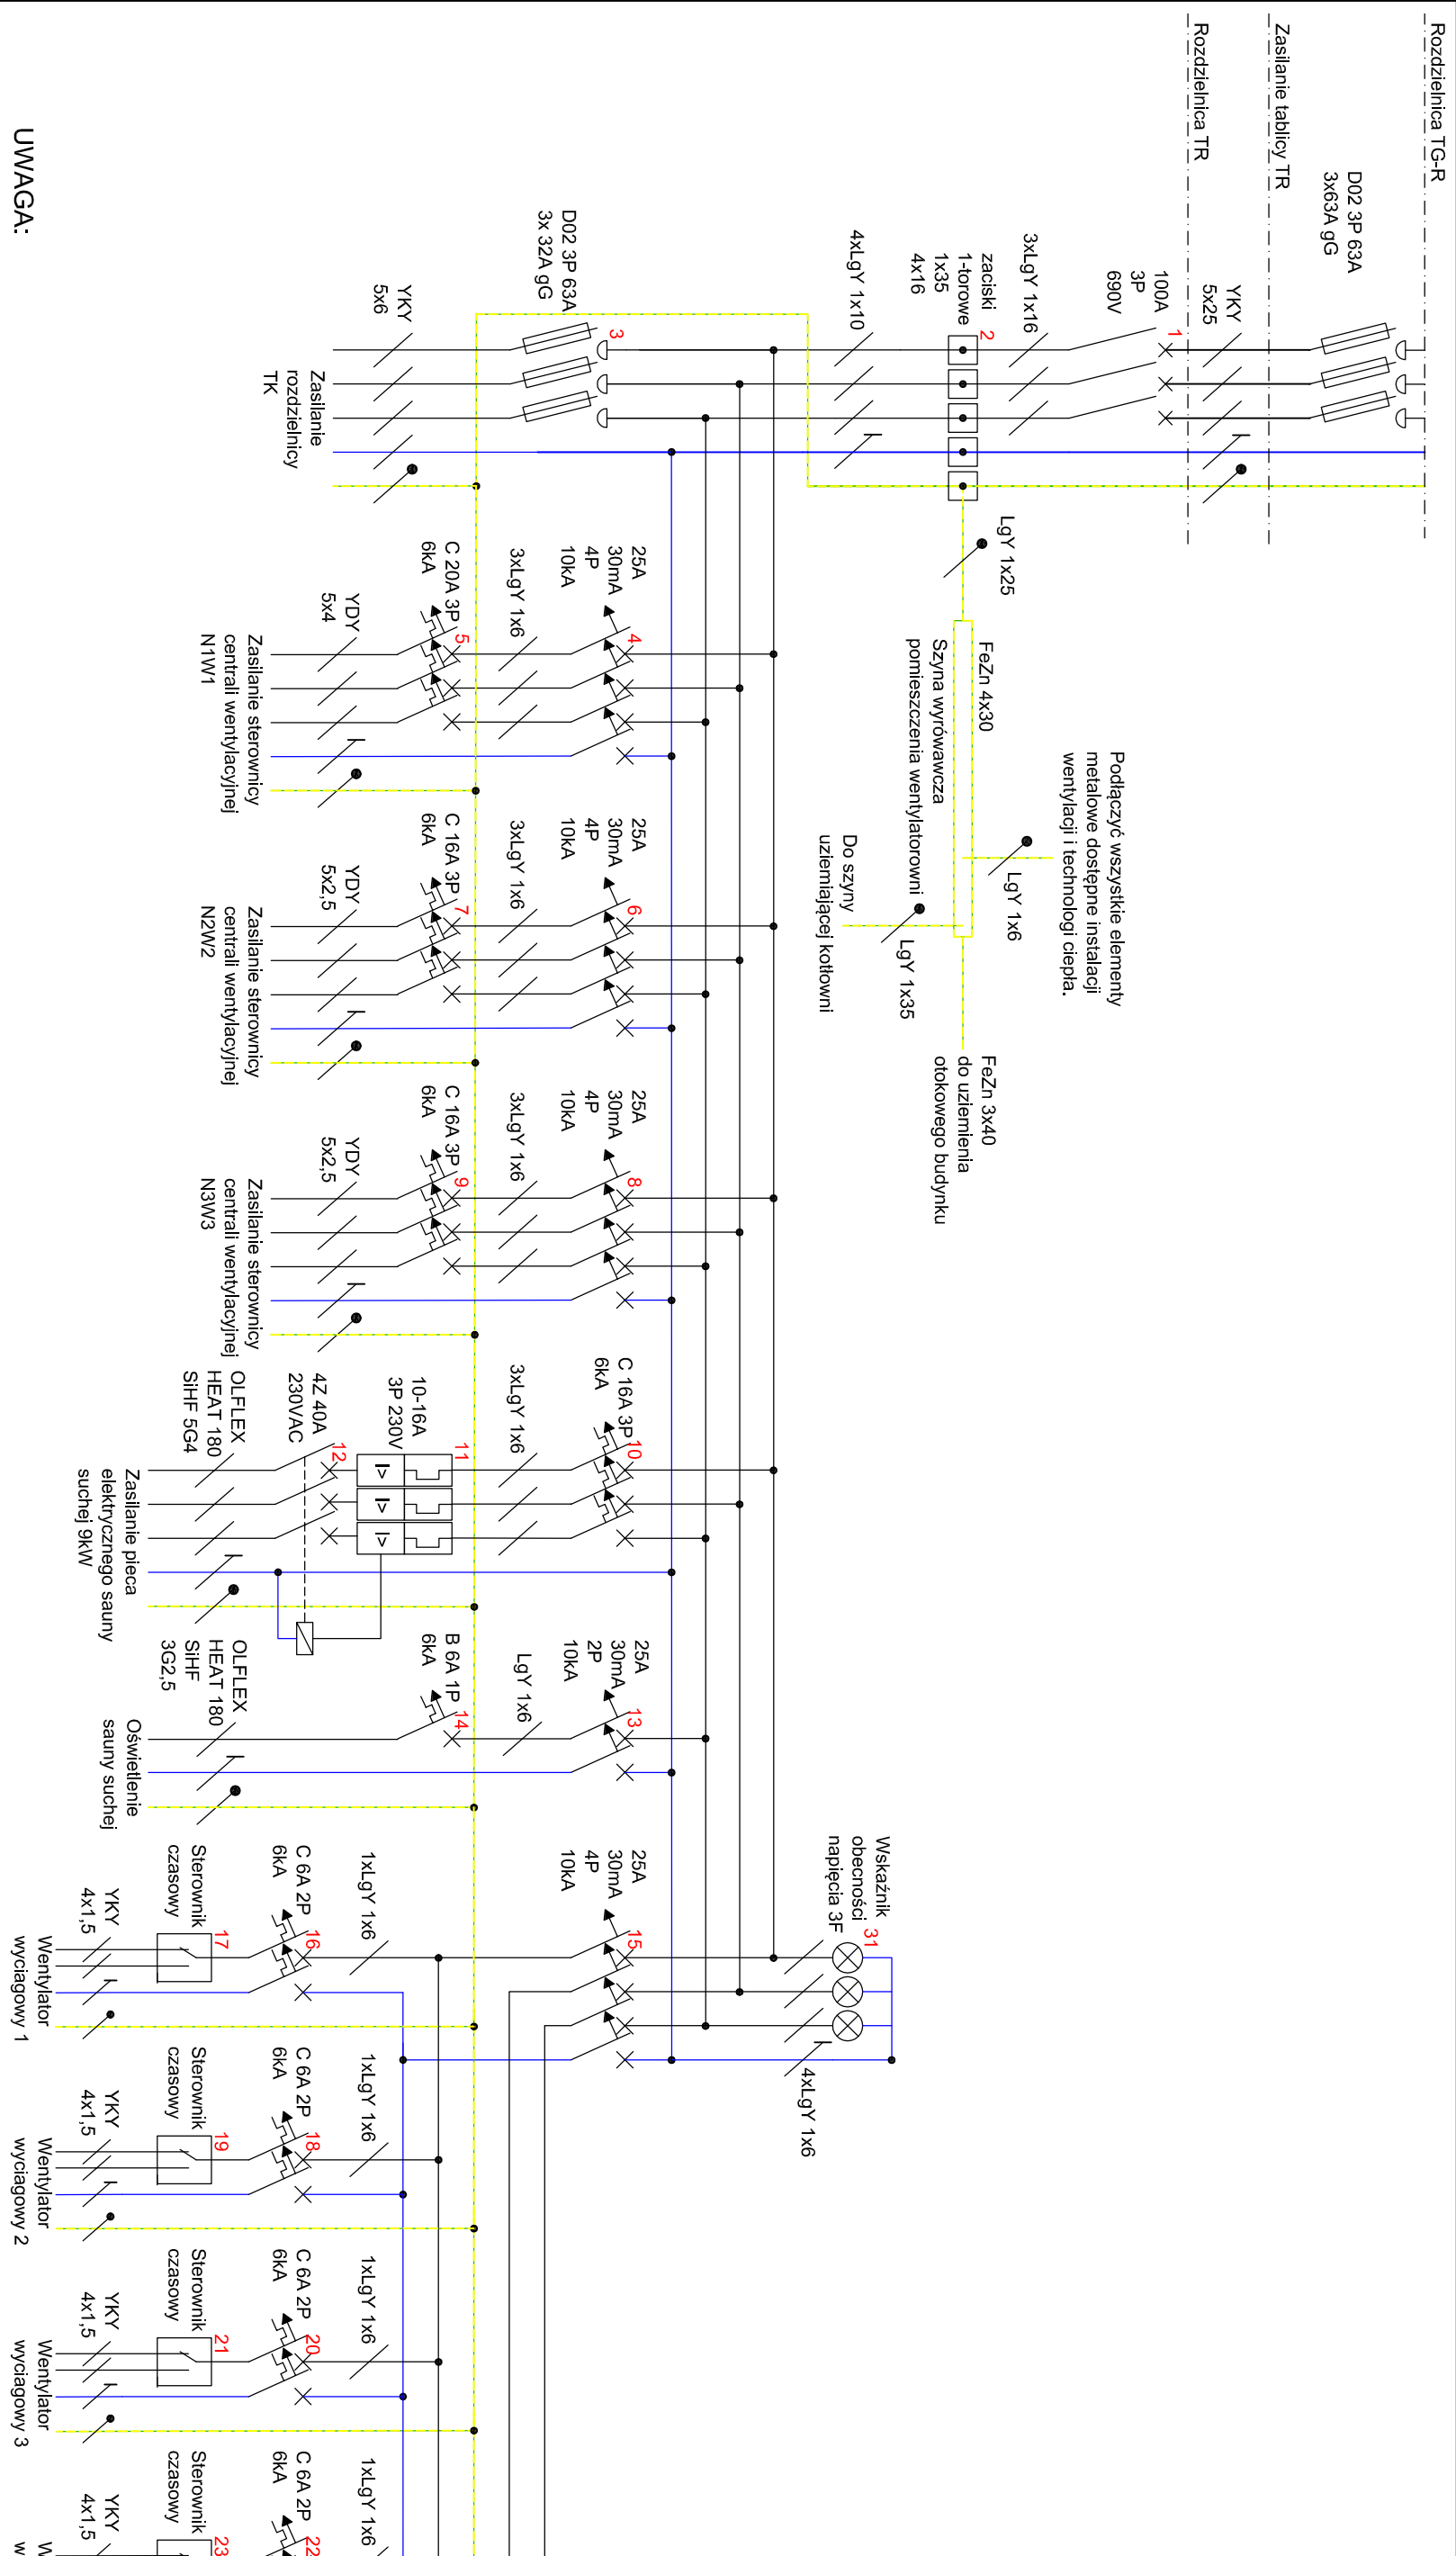 Rozdzielnica TG-R
D02 3P 63A
3x63A gG
Zasilanie tablicy TR
YKY
5x25
Rozdzielnica TR
1
100A
3P
690V
3xLgY 1x16
2
zaciski
1-torowe
1x35
4x16
LgY 1x25
FeZn 4x30
Szyna wyrówawcza
pomieszczenia wentylatorowni
Podłączyć wszystkie elementy
metalowe dostępne instalacji
wentylacji i technologi ciepła.
LgY 1x6
LgY 1x35
Do szyny
uziemiającej kotłowni
FeZn 3x40
do uziemienia
otokowego budynku
4xLgY 1x10
3
D02 3P 63A
3x 32A gG
YKY
5x6
Zasilanie
rozdzielnicy
TK
4
25A
30mA
4P
10kA
3xLgY 1x6
5
C 20A 3P
6kA
YDY
5x4
Zasilanie sterownicy
centrali wentylacyjnej
N1W1
6
25A
30mA
4P
10kA
3xLgY 1x6
7
C 16A 3P
6kA
YDY
5x2,5
Zasilanie sterownicy
centrali wentylacyjnej
N2W2
8
25A
30mA
4P
10kA
3xLgY 1x6
9
C 16A 3P
6kA
YDY
5x2,5
Zasilanie sterownicy
centrali wentylacyjnej
N3W3
10
C 16A 3P
6kA
3xLgY 1x6
11
10-16A
3P 230V
I>
I>
I>
12
4Z 40A
230VAC
OLFLEX
HEAT 180
SiHF 5G4
Zasilanie pieca
elektrycznego sauny
suchej 9kW
13
25A
30mA
2P
10kA
LgY 1x6
14
B 6A 1P
6kA
OLFLEX
HEAT 180
SiHF
3G2,5
Oświetlenie
sauny suchej
31
Wskaźnik
obecności
napięcia 3F
4xLgY 1x6
15
25A
30mA
4P
10kA
1xLgY 1x6
16
C 6A 2P
6kA
17
Sterownik
czasowy
YKY
4x1,5
Wentylator
wyciagowy 1
1xLgY 1x6
18
C 6A 2P
6kA
19
Sterownik
czasowy
YKY
4x1,5
Wentylator
wyciagowy 2
1xLgY 1x6
20
C 6A 2P
6kA
21
Sterownik
czasowy
YKY
4x1,5
Wentylator
wyciagowy 3
1xLgY 1x6
22
C 6A 2P
6kA
23
Sterownik
czasowy
YKY
4x1,5
UWAGA: